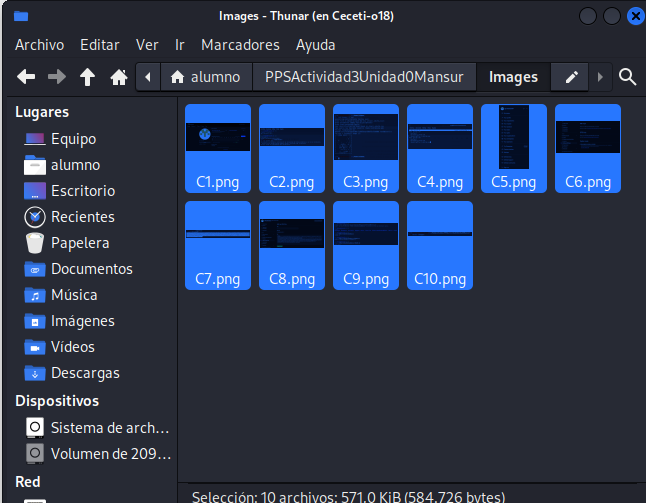 Images - Thunar (en Ceceti-o18)
Archivo Editar Ver Ir Marcadores Ayuda
alumno PPSActividad3Unidad0Mansur Images
Lugares
Equipo
alumno
Escritorio
Recientes
Papelera
Documentos
Música
Imágenes
Vídeos
Descargas
Dispositivos
Sistema de arch...
Volumen de 209...
Red
C1.png C2.png C3.png C4.png C5.png C6.png
C7.png C8.png C9.png C10.png
Selección: 10 archivos: 571,0 KiB (584.726 bytes)